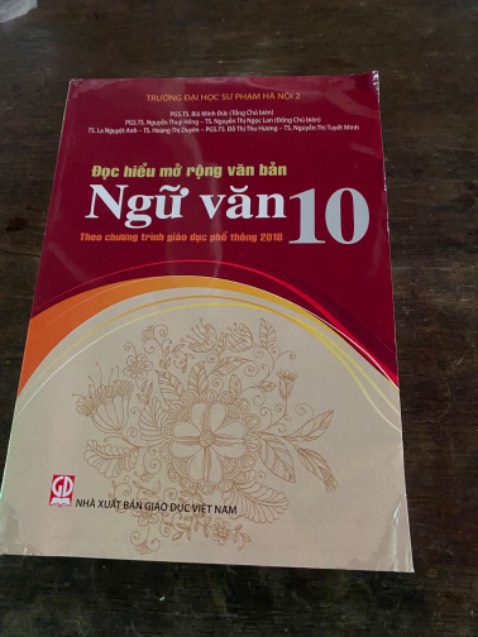 TRƯỜNG ĐẠI HỌC SƯ PHẠM HÀ NỘI 2
PGS.TS. Bùi Minh Đức (Tổng Chủ biên)
PGS.TS. Nguyễn Thuý Hồng – TS. Nguyễn Thị Ngọc Lan (Đồng Chủ biên)
TS. La Nguyệt Anh – TS. Hoàng Thị Duyên – PGS.TS. Đỗ Thị Thu Hương – TS. Nguyễn Thị Tuyết Minh
Đọc hiểu mở rộng văn bản
Ngữ văn 10
Theo chương trình giáo dục phổ thông 2018
GD
NHÀ XUẤT BẢN GIÁO DỤC VIỆT NAM